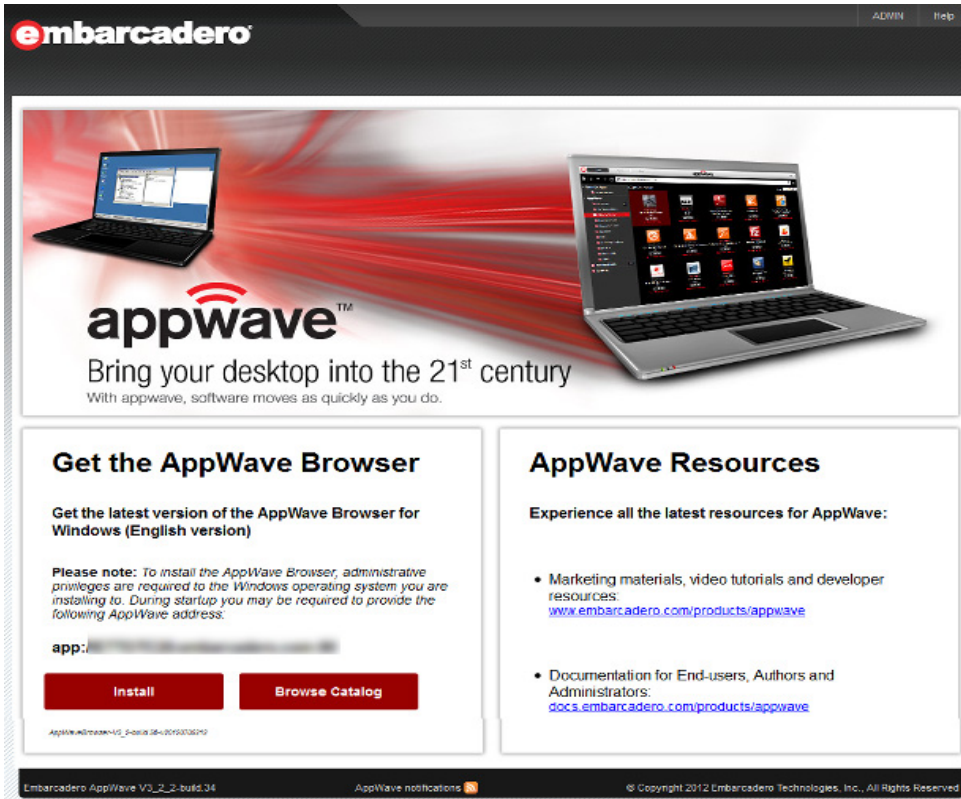 embarcadero
ADMIN Help
appwave™
Bring your desktop into the 21st century
With appwave, software moves as quickly as you do.
Get the AppWave Browser
Get the latest version of the AppWave Browser for
Windows (English version)
Please note: To install the AppWave Browser, administrative
privileges are required to the Windows operating system you are
installing to. During startup you may be required to provide the
following AppWave address:
app:/
Install Browse Catalog
AppWave Resources
Experience all the latest resources for AppWave:
• Marketing materials, video tutorials and developer
resources:
www.embarcadero.com/products/appwave
• Documentation for End-users, Authors and
Administrators:
docs.embarcadero.com/products/appwave
Embarcadero AppWave V3_2_2-build.34
AppWave notifications
© Copyright 2012 Embarcadero Technologies, Inc., All Rights Reserved